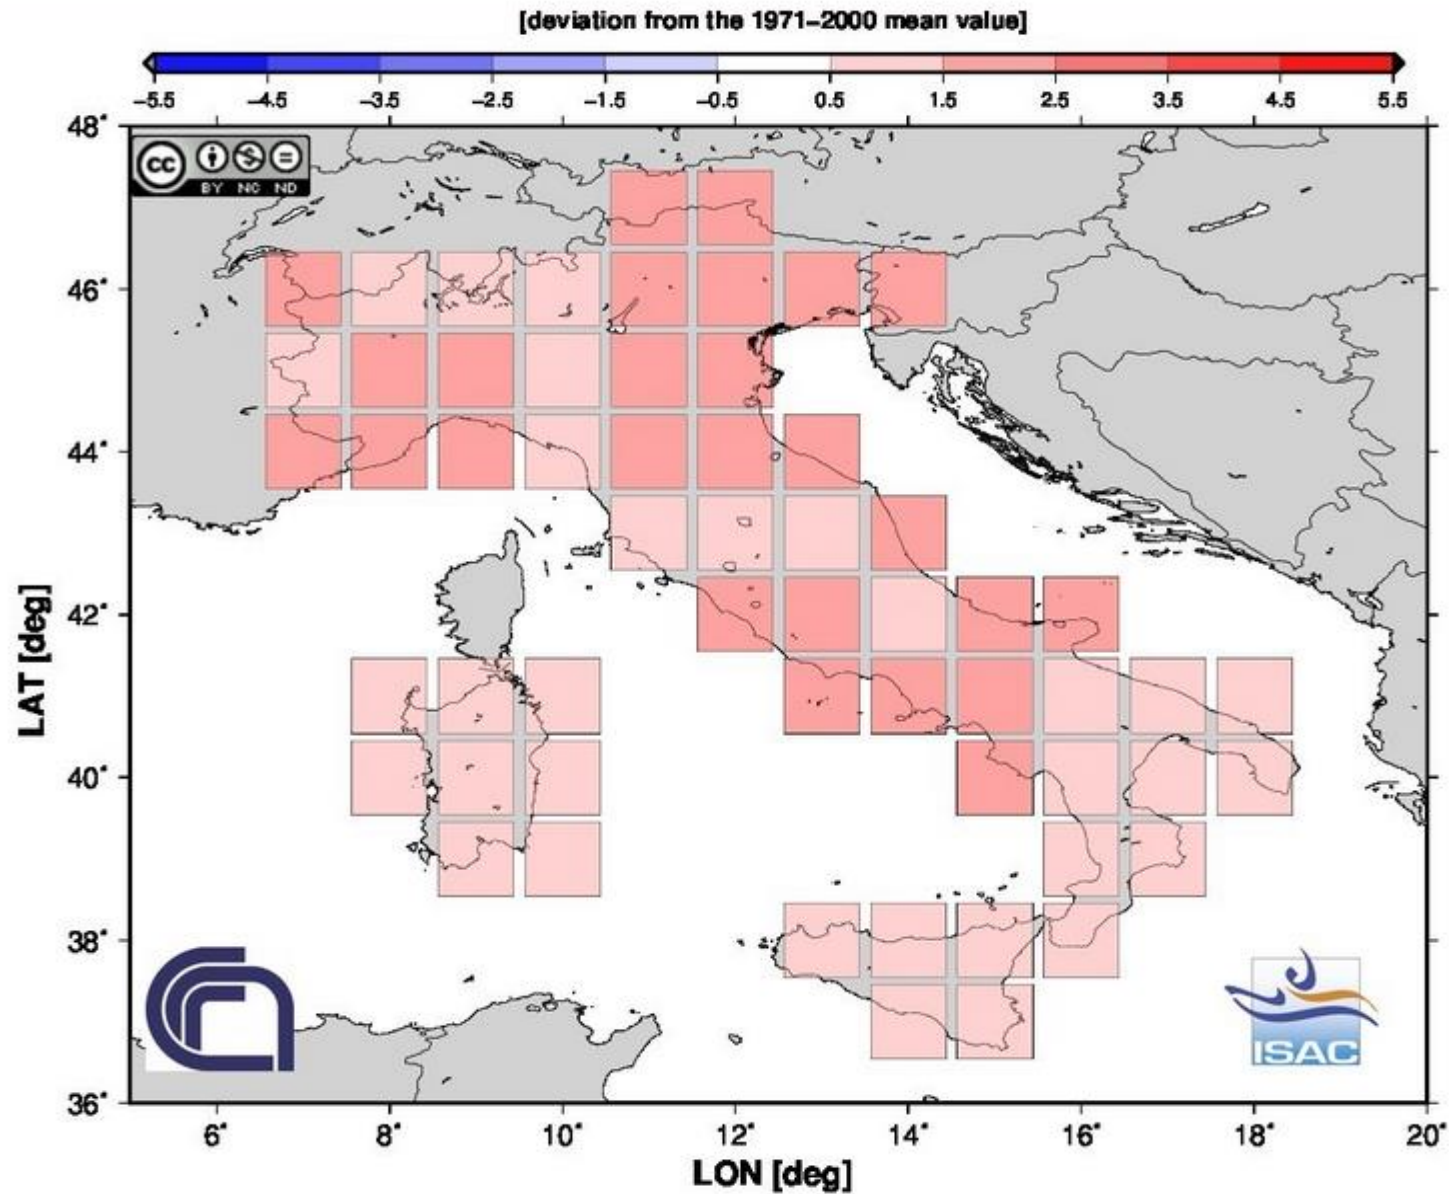 [deviation from the 1971–2000 mean value]
−5.5 −4.5 −3.5 −2.5 −1.5 −0.5 0.5 1.5 2.5 3.5 4.5 5.5
48°
cc
BY NC ND
46°
44°
42°
LAT [deg]
40°
38°
ISAC
36°
6° 8° 10° 12° 14° 16° 18° 20°
LON [deg]